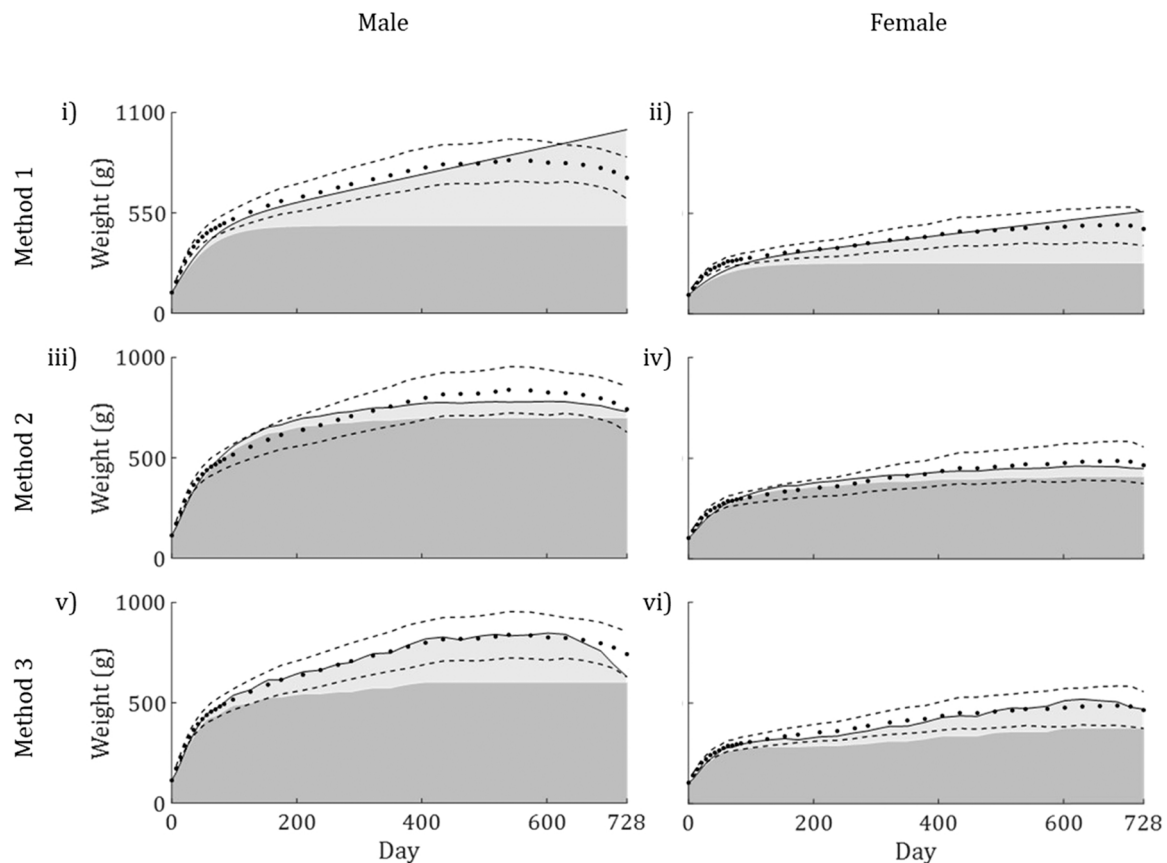 Male Female
i) 1100 ii)
Method 1 Weight (g) 550
0
iii) 1000 iv)
Method 2 Weight (g) 500
0
v) 1000 vi)
Method 3 Weight (g) 500
0
0 200 400 600 728 0 200 400 600 728
Day Day